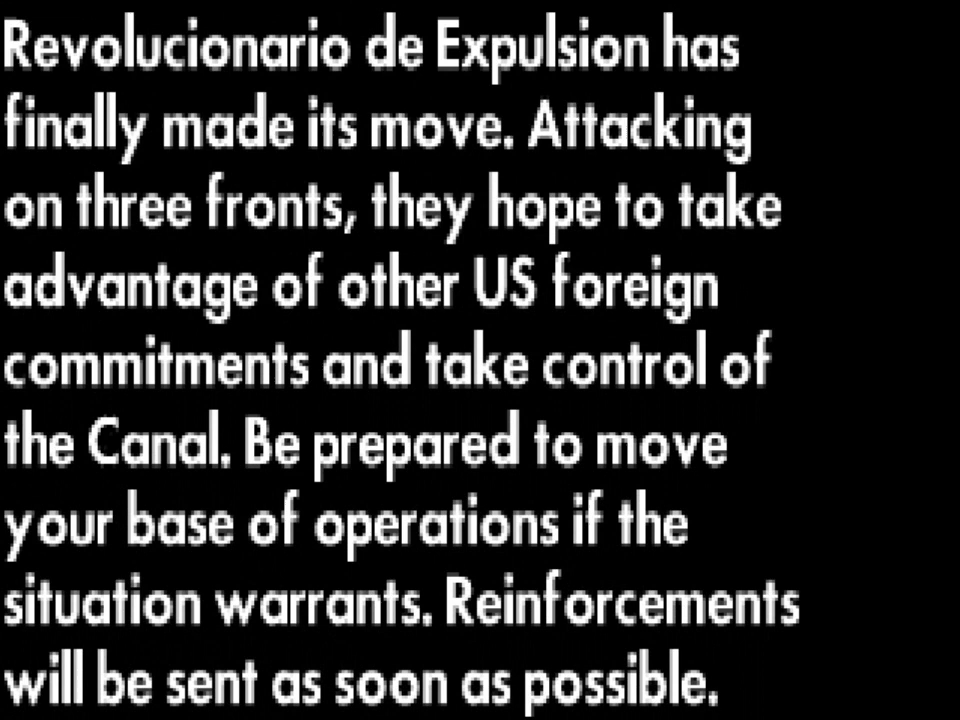 Revolucionario de Expulsion has
finally made its move. Attacking
on three fronts, they hope to take
advantage of other US foreign
commitments and take control of
the Canal. Be prepared to move
your base of operations if the
situation warrants. Reinforcements
will be sent as soon as possible.